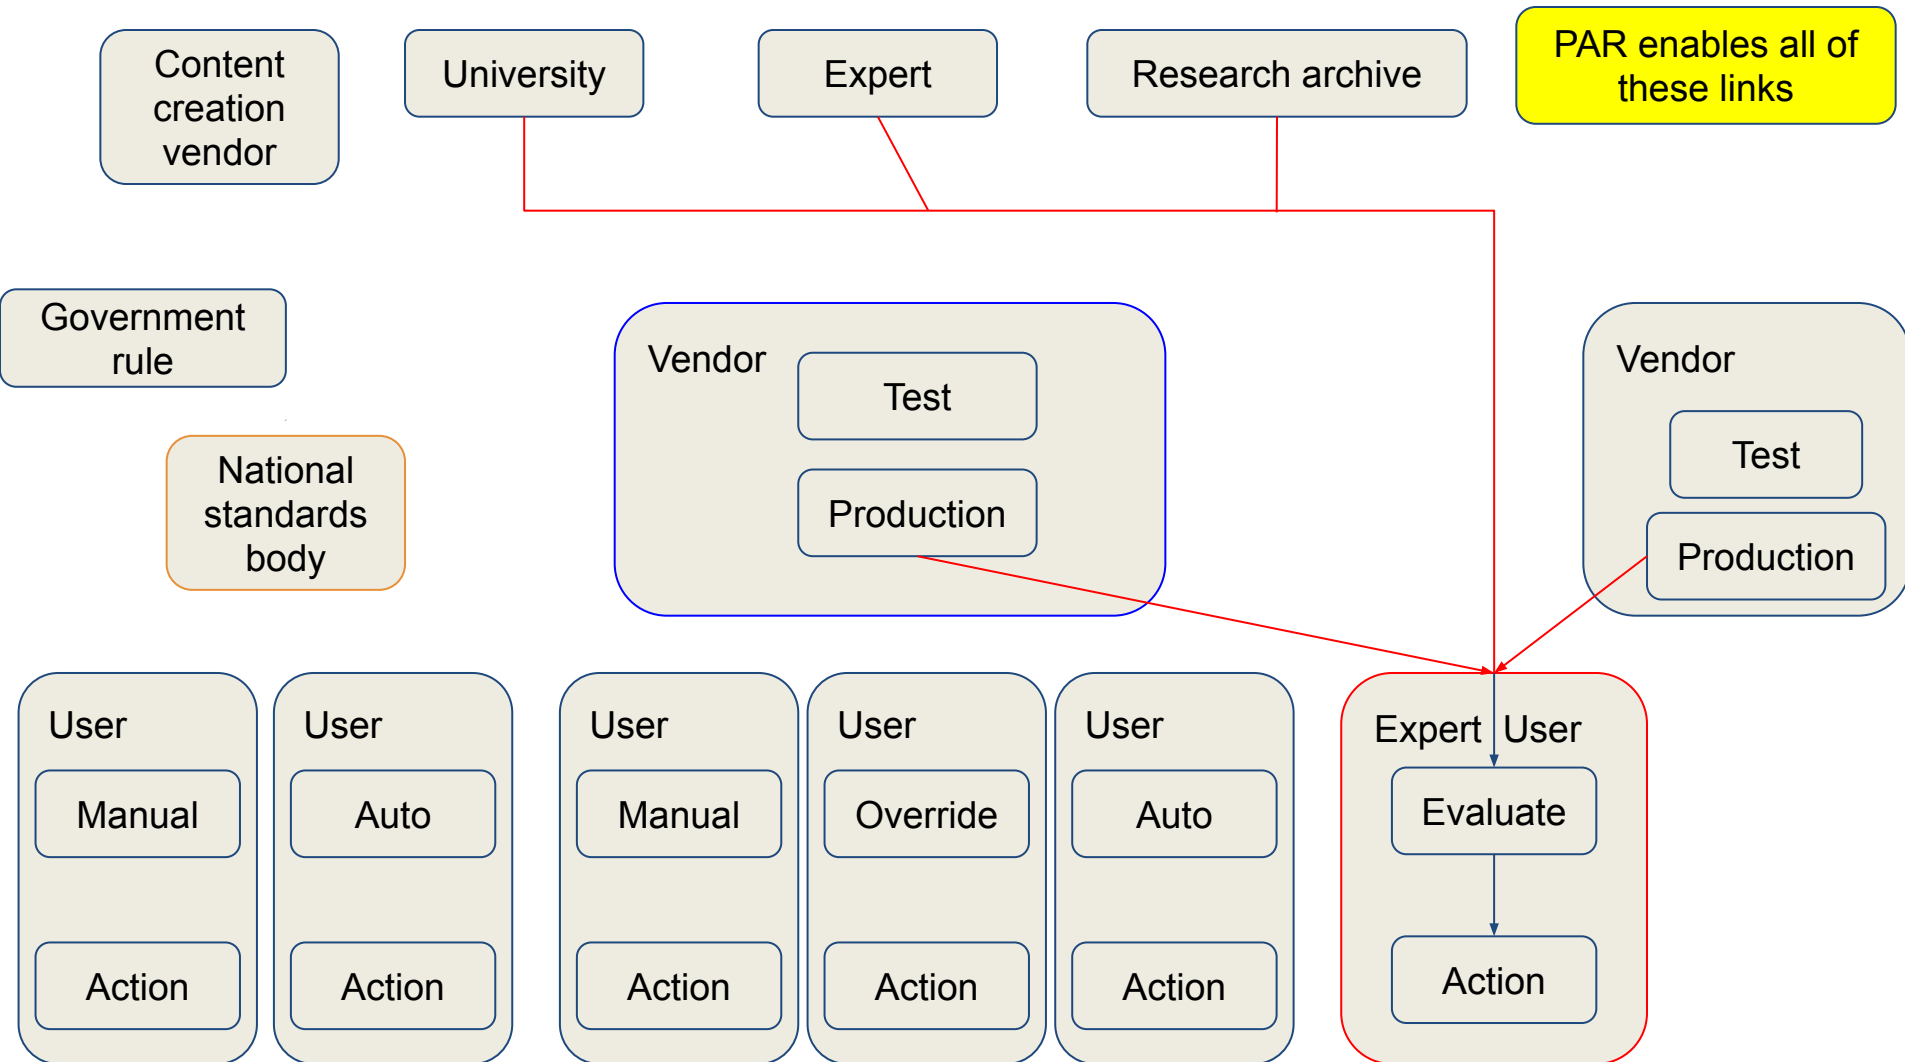 Content
creation
vendor
University
Expert
Research archive
PAR enables all of
these links
Government
rule
National
standards
body
Vendor
Test
Production
Vendor
Test
Production
User
Manual
Action
User
Auto
Action
User
Manual
Action
User
Override
Action
User
Auto
Action
Expert User
Evaluate
Action